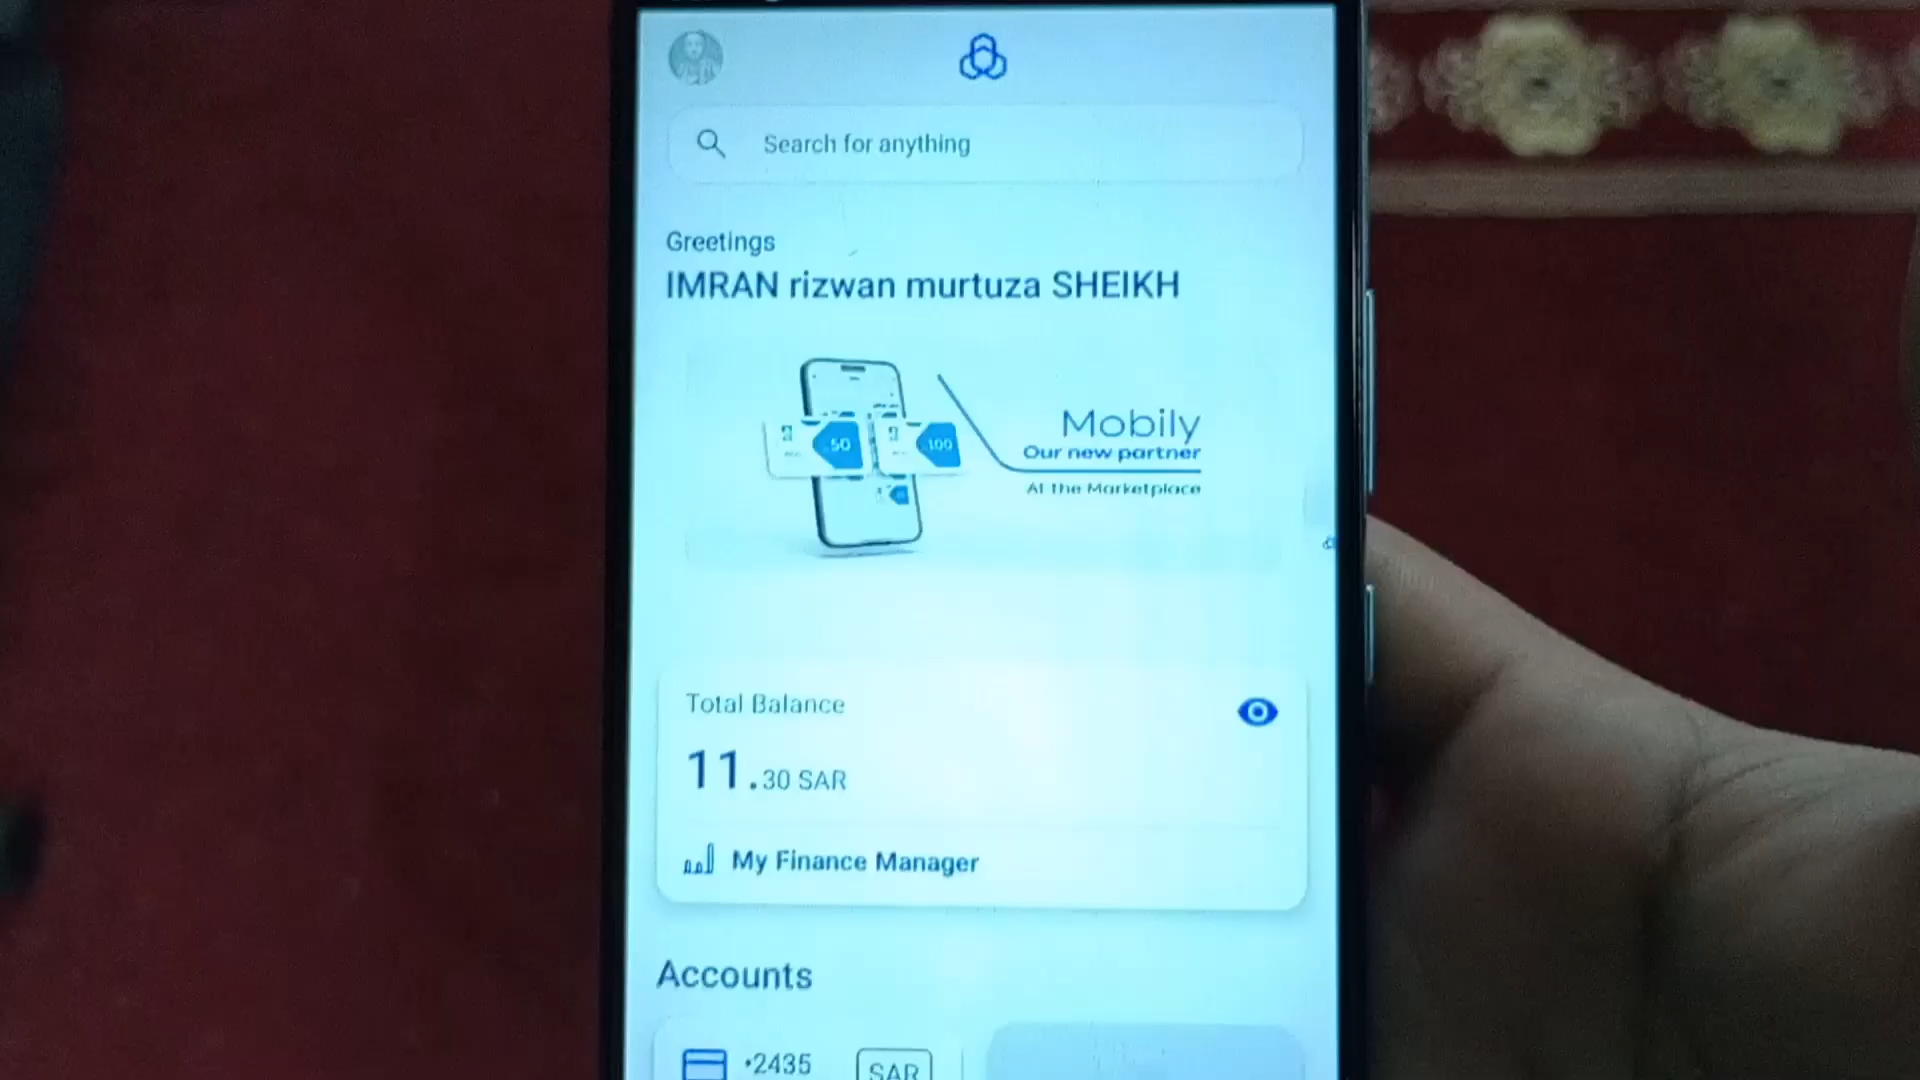 Search for anything
Greetings
IMRAN rizwan murtuza SHEIKH
50
100
Mobily
Our new partner
At the Marketplace
Total Balance
11.30 SAR
My Finance Manager
Accounts
•2435
SAR